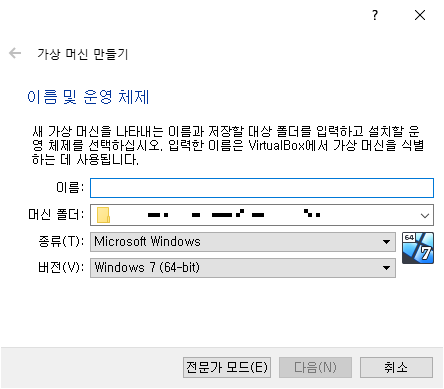 ?
가상 머신 만들기
이름 및 운영 체제
새 가상 머신을 나타내는 이름과 저장할 대상 폴더를 입력하고 설치할 운
영 체제를 선택하십시오. 입력한 이름은 VirtualBox에서 가상 머신을 식별
하는 데 사용됩니다.
이름:
머신 폴더:
종류(T): Microsoft Windows
64
버전(V): Windows 7 (64-bit)
7
전문가 모드(E) 다음(N) 취소